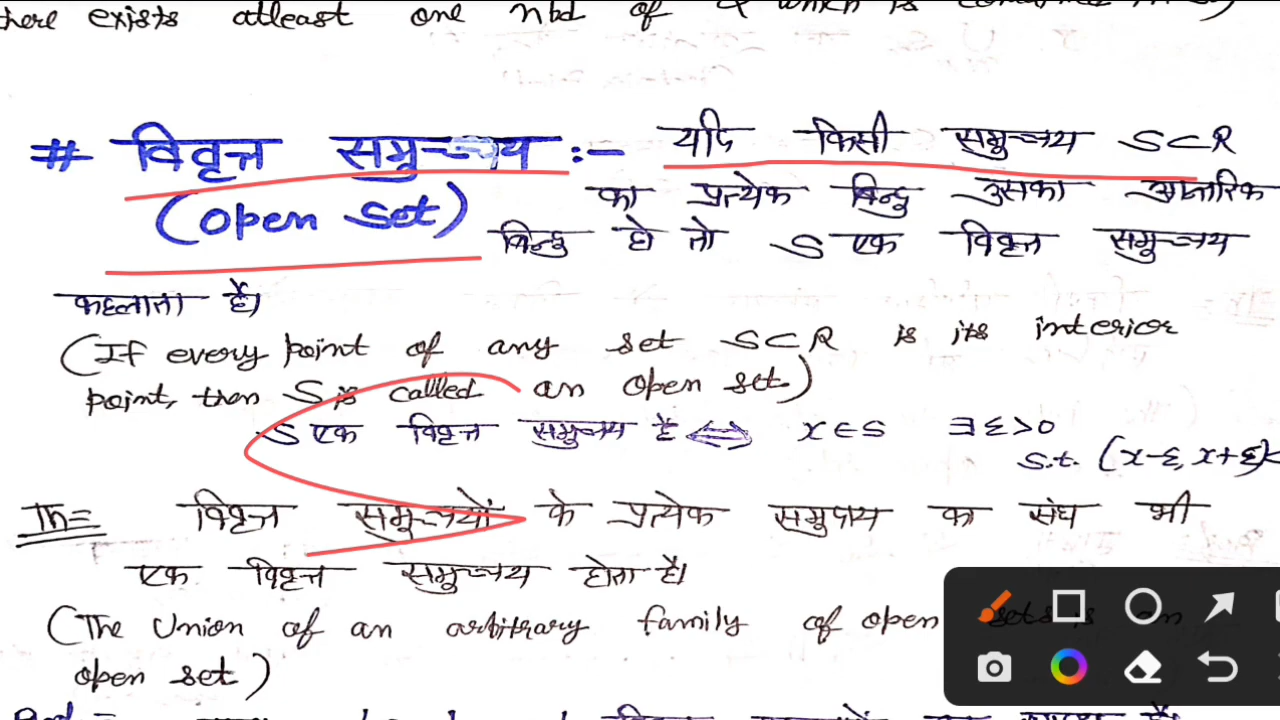 here exists atleast one nbd of
# विवृत्त समुच्चय :- यदि किसी समुच्चय S⊂R
(open set) का प्रत्येक बिन्दु उसका आन्तरिक
बिन्दु हो तो S एक विवृत्त समुच्चय
कहलाता है।
(If every point of any set S⊂R is its interior
point, then S is called an open set)
S एक विवृत्त समुच्चय है ⇔ x∈S ∃ ε>0
s.t. (x-ε, x+ε)
Th= विवृत्त समुच्चयों के प्रत्येक समुदाय का संघ भी
एक विवृत्त समुच्चय होता है।
(The Union of an arbitrary family of open sets is an
open set)